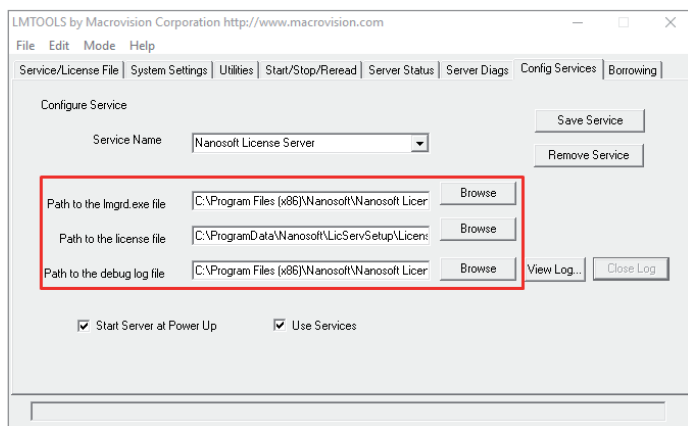 LMTOOLS by Macrovision Corporation http://www.macrovision.com
File Edit Mode Help
Service/License File System Settings Utilities Start/Stop/Reread Server Status Server Diags Config Services Borrowing
Configure Service
Save Service
Service Name Nanosoft License Server
Remove Service
Path to the lmgrd.exe file C:\Program Files (x86)\Nanosoft\Nanosoft Licer Browse
Path to the license file C:\ProgramData\Nanosoft\LicServSetup\Licens Browse
Path to the debug log file C:\Program Files (x86)\Nanosoft\Nanosoft Licer Browse View Log... Close Log
Start Server at Power Up Use Services